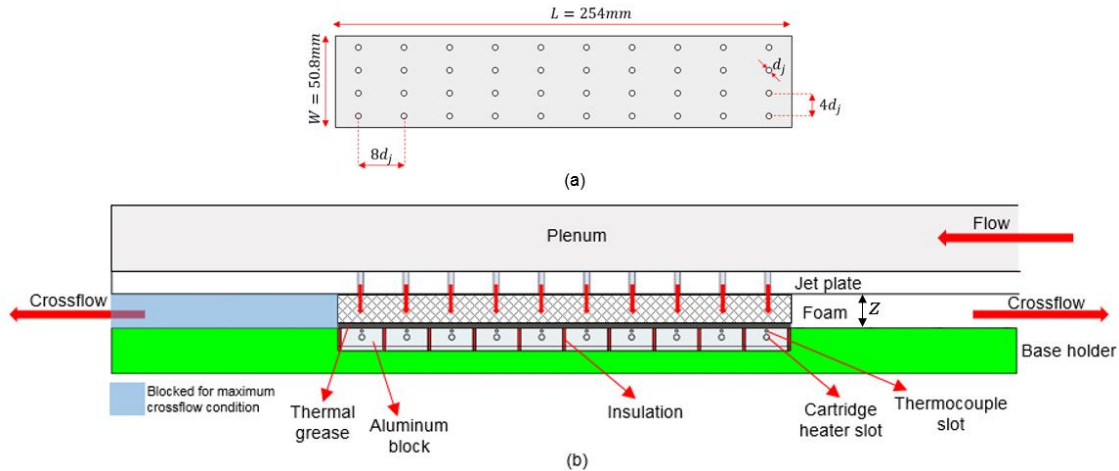 L = 254mm
W = 50.8mm
d_j
4d_j
8d_j
(a)
Flow
Plenum
Jet plate
Crossflow
Foam
Z
Crossflow
Base holder
Blocked for maximum
crossflow condition
Thermal
grease
Aluminum
block
Insulation
Cartridge
heater slot
Thermocouple
slot
(b)